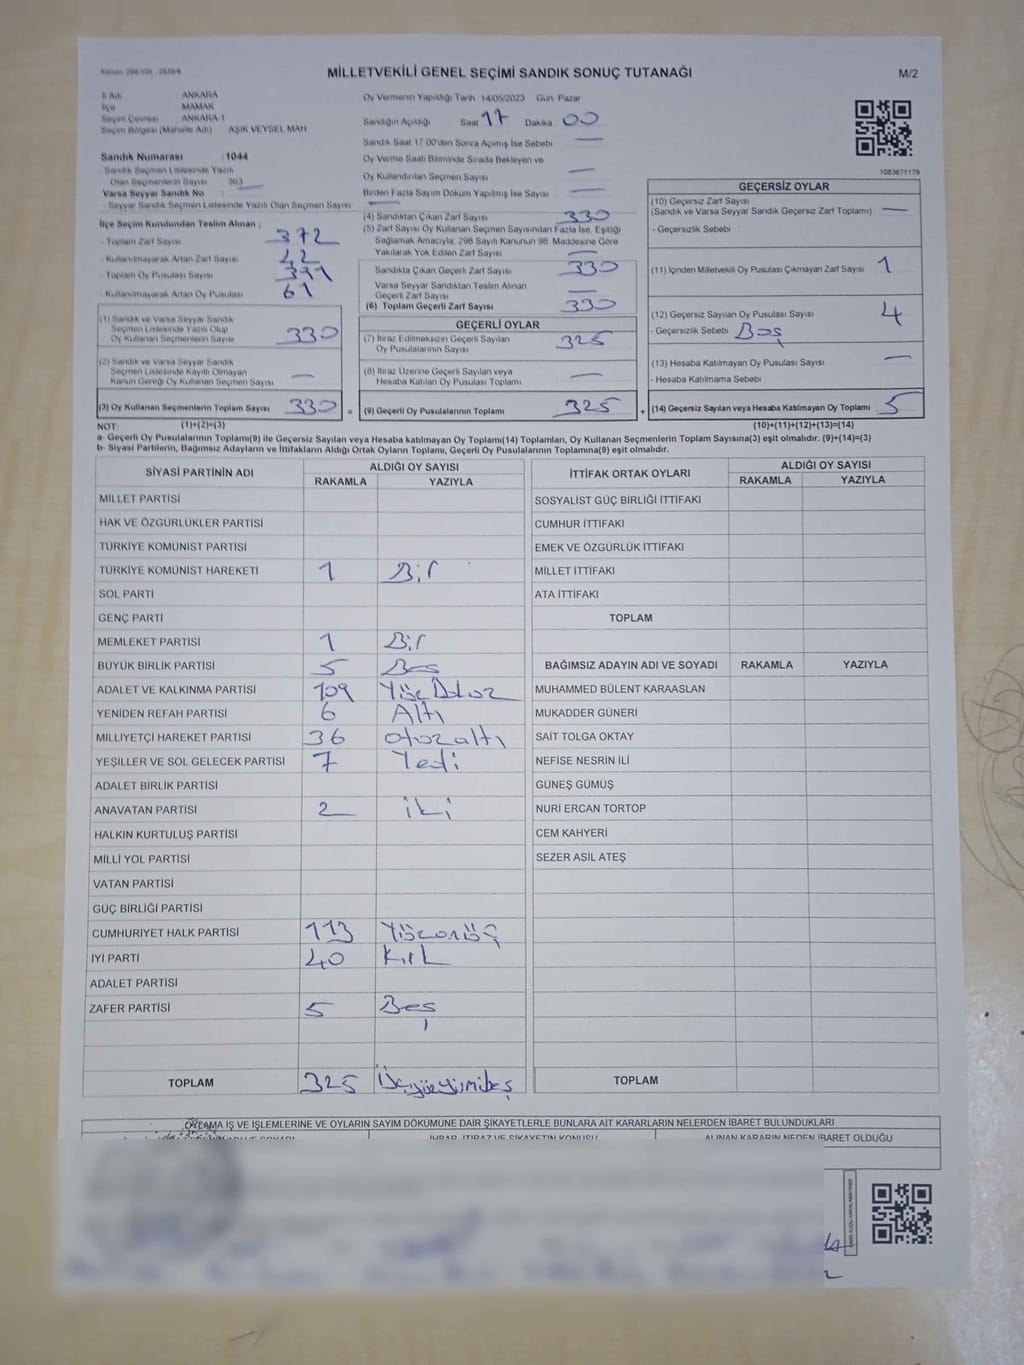 Kanun: 298/103 - 2839/4
MİLLETVEKİLİ GENEL SEÇİMİ SANDIK SONUÇ TUTANAĞI
M/2
İl Adı ANKARA
İlçe MAMAK
Seçim Çevresi ANKARA 1
Seçim Bölgesi (Mahalle Adı) AŞIK VEYSEL MAH
Oy Vermenin Yapıldığı Tarih 14/05/2023 Gün Pazar
Sandığın Açıldığı Saat 17 Dakika 00
Sandık Saat 17:00'den Sonra Açılmış İse Sebebi —
Oy Verme Saati Bitiminde Sırada Bekleyen ve
Oy Kullandırılan Seçmen Sayısı —
Birden Fazla Sayım Döküm Yapılmış İse Sayısı —
1083671179
Sandık Numarası : 1044
- Sandık Seçmen Listesinde Yazılı
Olan Seçmenlerin Sayısı 363
Varsa Seyyar Sandık No :
- Seyyar Sandık Seçmen Listesinde Yazılı Olan Seçmen Sayısı —
İlçe Seçim Kurulundan Teslim Alınan ;
- Toplam Zarf Sayısı 372
- Kullanılmayarak Artan Zarf Sayısı 42
- Toplam Oy Pusulası Sayısı
- Kullanılmayarak Artan Oy Pusulası 61
(4) Sandıktan Çıkan Zarf Sayısı 330
(5) Zarf Sayısı Oy Kullanan Seçmen Sayısından Fazla İse, Eşitliği
Sağlamak Amacıyla, 298 Sayılı Kanunun 98. Maddesine Göre
Yakılarak Yok Edilen Zarf Sayısı —
Sandıkta Çıkan Geçerli Zarf Sayısı 330
Varsa Seyyar Sandıktan Teslim Alınan
Geçerli Zarf Sayısı —
(6) Toplam Geçerli Zarf Sayısı 330
GEÇERSİZ OYLAR
(10) Geçersiz Zarf Sayısı
(Sandık ve Varsa Seyyar Sandık Geçersiz Zarf Toplamı) —
- Geçersizlik Sebebi
(11) İçinden Milletvekili Oy Pusulası Çıkmayan Zarf Sayısı 1
(12) Geçersiz Sayılan Oy Pusulası Sayısı 4
- Geçersizlik Sebebi Boş
(13) Hesaba Katılmayan Oy Pusulası Sayısı —
- Hesaba Katılmama Sebebi
(14) Geçersiz Sayılan veya Hesaba Katılmayan Oy Toplamı 5
(1) Sandık ve Varsa Seyyar Sandık
Seçmen Listesinde Yazılı Olup
Oy Kullanan Seçmenlerin Sayısı 330
(2) Sandık ve Varsa Seyyar Sandık
Seçmen Listesinde Kayıtlı Olmayan
Kanun Gereği Oy Kullanan Seçmen Sayısı —
(3) Oy Kullanan Seçmenlerin Toplam Sayısı 330 =
GEÇERLİ OYLAR
(7) İtiraz Edilmeksizin Geçerli Sayılan
Oy Pusulalarının Sayısı 325
(8) İtiraz Üzerine Geçerli Sayılan veya
Hesaba Katılan Oy Pusulası Toplamı —
(9) Geçerli Oy Pusulalarının Toplamı 325 +
NOT: (1)+(2)=(3)
(10)+(11)+(12)+(13)=(14)
a- Geçerli Oy Pusulalarının Toplamı(9) ile Geçersiz Sayılan veya Hesaba katılmayan Oy Toplamı(14) Toplamları, Oy Kullanan Seçmenlerin Toplam Sayısına(3) eşit olmalıdır. (9)+(14)=(3)
b- Siyasi Partilerin, Bağımsız Adayların ve İttifakların Aldığı Ortak Oyların Toplamı, Geçerli Oy Pusulalarının Toplamına(9) eşit olmalıdır.
SİYASİ PARTİNİN ADI ALDIĞI OY SAYISI
RAKAMLA YAZIYLA
MİLLET PARTİSİ
HAK VE ÖZGÜRLÜKLER PARTİSİ
TÜRKİYE KOMÜNİST PARTİSİ
TÜRKİYE KOMÜNİST HAREKETİ 1 Bir
SOL PARTİ
GENÇ PARTİ
MEMLEKET PARTİSİ 1 Bir
BÜYÜK BİRLİK PARTİSİ 5 Beş
ADALET VE KALKINMA PARTİSİ 109 YüzDokuz
YENİDEN REFAH PARTİSİ 6 Altı
MİLLİYETÇİ HAREKET PARTİSİ 36 otuzaltı
YEŞİLLER VE SOL GELECEK PARTİSİ 7 Yedi
ADALET BİRLİK PARTİSİ
ANAVATAN PARTİSİ 2 iki
HALKIN KURTULUŞ PARTİSİ
MİLLİ YOL PARTİSİ
VATAN PARTİSİ
GÜÇ BİRLİĞİ PARTİSİ
CUMHURİYET HALK PARTİSİ 113 Yüzonüç
İYİ PARTİ 40 Kırk
ADALET PARTİSİ
ZAFER PARTİSİ 5 Beş
TOPLAM 325 Üçyüzyirmibeş
İTTİFAK ORTAK OYLARI ALDIĞI OY SAYISI
RAKAMLA YAZIYLA
SOSYALİST GÜÇ BİRLİĞİ İTTİFAKI
CUMHUR İTTİFAKI
EMEK VE ÖZGÜRLÜK İTTİFAKI
MİLLET İTTİFAKI
ATA İTTİFAKI
TOPLAM
BAĞIMSIZ ADAYIN ADI VE SOYADI RAKAMLA YAZIYLA
MUHAMMED BÜLENT KARAASLAN
MUKADDER GÜNERİ
SAİT TOLGA OKTAY
NEFİSE NESRİN İLİ
GÜNEŞ GÜMÜŞ
NURİ ERCAN TORTOP
CEM KAHYERİ
SEZER ASİL ATEŞ
TOPLAM
OYLAMA İŞ VE İŞLEMLERİNE VE OYLARIN SAYIM DÖKÜMÜNE DAİR ŞİKAYETLERLE BUNLARA AİT KARARLARIN NELERDEN İBARET BULUNDUKLARI
İHBAR, İTİRAZ VE ŞİKAYETİN KONUSU
ALINAN KARARIN NEDEN İBARET OLDUĞU